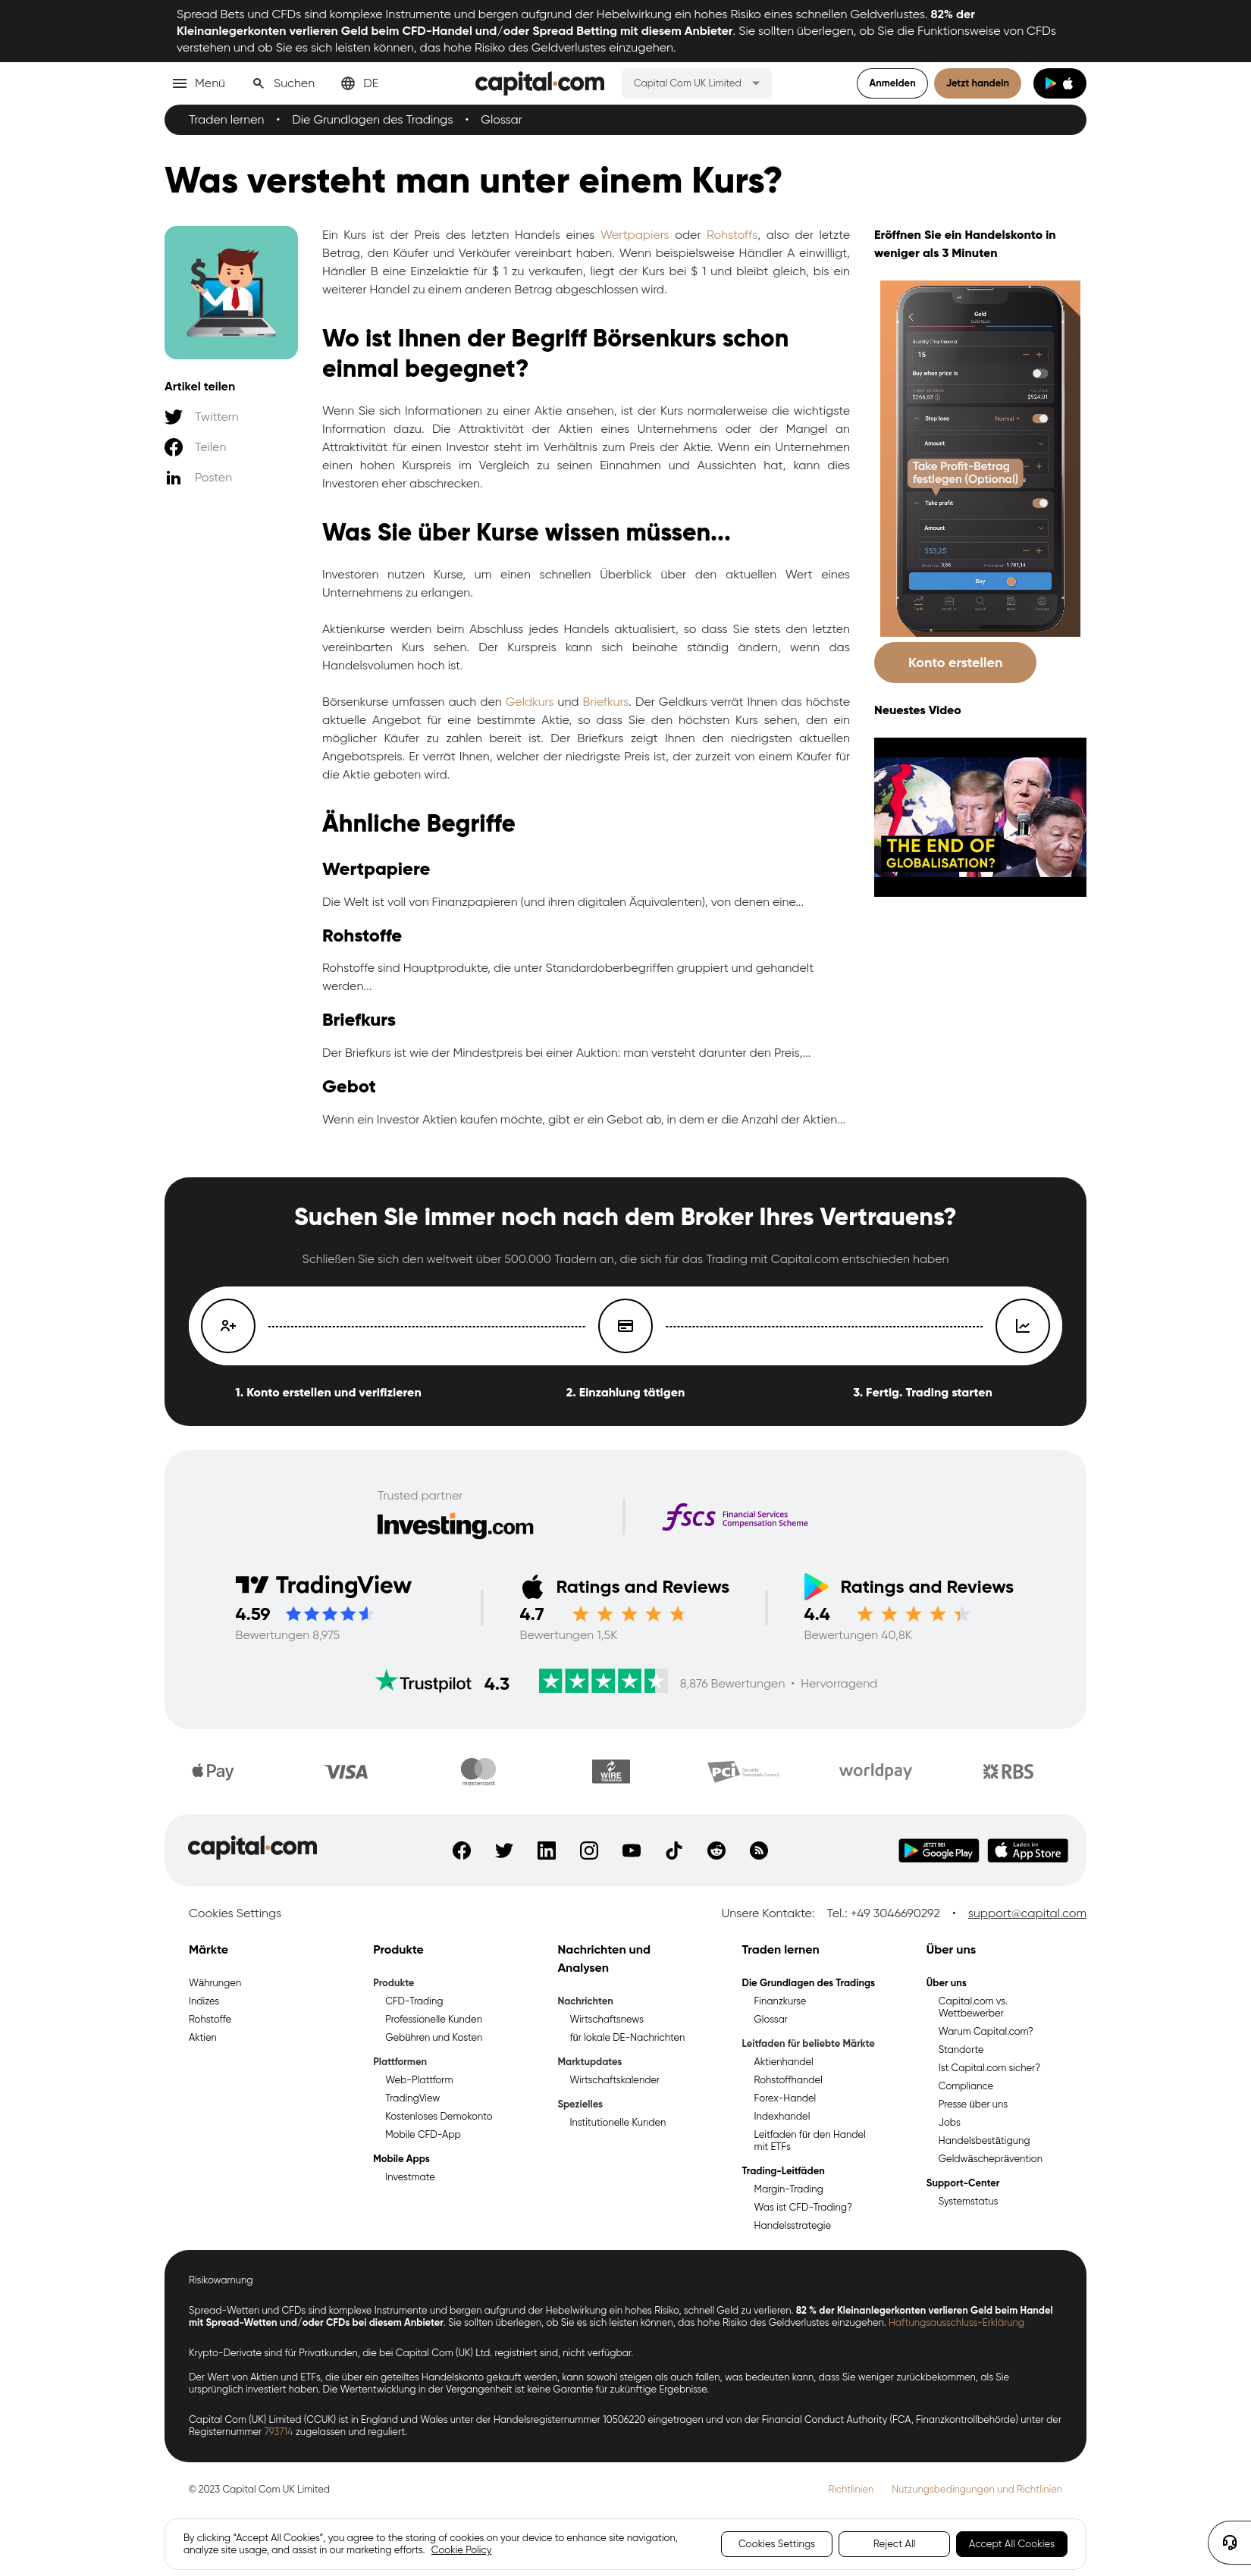 Spread Bets und CFDs sind komplexe Instrumente und bergen aufgrund der Hebelwirkung ein hohes Risiko eines schnellen Geldverlustes. 82% der
Kleinanlegerkonten verlieren Geld beim CFD-Handel und/oder Spread Betting mit diesem Anbieter. Sie sollten überlegen, ob Sie die Funktionsweise von CFDs
verstehen und ob Sie es sich leisten können, das hohe Risiko des Geldverlustes einzugehen.
Menü Suchen DE capital.com Capital Com UK Limited Anmelden Jetzt handeln
Traden lernen • Die Grundlagen des Tradings • Glossar
Was versteht man unter einem Kurs?
Artikel teilen
Twittern
Teilen
Posten
Ein Kurs ist der Preis des letzten Handels eines Wertpapiers oder Rohstoffs, also der letzte
Betrag, den Käufer und Verkäufer vereinbart haben. Wenn beispielsweise Händler A einwilligt,
Händler B eine Einzelaktie für $ 1 zu verkaufen, liegt der Kurs bei $ 1 und bleibt gleich, bis ein
weiterer Handel zu einem anderen Betrag abgeschlossen wird.
Wo ist Ihnen der Begriff Börsenkurs schon
einmal begegnet?
Wenn Sie sich Informationen zu einer Aktie ansehen, ist der Kurs normalerweise die wichtigste
Information dazu. Die Attraktivität der Aktien eines Unternehmens oder der Mangel an
Attraktivität für einen Investor steht im Verhältnis zum Preis der Aktie. Wenn ein Unternehmen
einen hohen Kurspreis im Vergleich zu seinen Einnahmen und Aussichten hat, kann dies
Investoren eher abschrecken.
Was Sie über Kurse wissen müssen...
Investoren nutzen Kurse, um einen schnellen Überblick über den aktuellen Wert eines
Unternehmens zu erlangen.
Aktienkurse werden beim Abschluss jedes Handels aktualisiert, so dass Sie stets den letzten
vereinbarten Kurs sehen. Der Kurspreis kann sich beinahe ständig ändern, wenn das
Handelsvolumen hoch ist.
Börsenkurse umfassen auch den Geldkurs und Briefkurs. Der Geldkurs verrät Ihnen das höchste
aktuelle Angebot für eine bestimmte Aktie, so dass Sie den höchsten Kurs sehen, den ein
möglicher Käufer zu zahlen bereit ist. Der Briefkurs zeigt Ihnen den niedrigsten aktuellen
Angebotspreis. Er verrät Ihnen, welcher der niedrigste Preis ist, der zurzeit von einem Käufer für
die Aktie geboten wird.
Ähnliche Begriffe
Wertpapiere
Die Welt ist voll von Finanzpapieren (und ihren digitalen Äquivalenten), von denen eine...
Rohstoffe
Rohstoffe sind Hauptprodukte, die unter Standardoberbegriffen gruppiert und gehandelt
werden...
Briefkurs
Der Briefkurs ist wie der Mindestpreis bei einer Auktion: man versteht darunter den Preis,...
Gebot
Wenn ein Investor Aktien kaufen möchte, gibt er ein Gebot ab, in dem er die Anzahl der Aktien...
Eröffnen Sie ein Handelskonto in
weniger als 3 Minuten
Gold
Quantity (Troy Ounces)
15
Buy when price is
$266,63 $924,01
Stop loss Normal
Amount
Take Profit-Betrag
festlegen (Optional)
Take profit
Amount
$53,25
3,55 1 781,14
Buy
Konto erstellen
Neuestes Video
THE END OF
GLOBALISATION?
Suchen Sie immer noch nach dem Broker Ihres Vertrauens?
Schließen Sie sich den weltweit über 500.000 Tradern an, die sich für das Trading mit Capital.com entschieden haben
1. Konto erstellen und verifizieren 2. Einzahlung tätigen 3. Fertig. Trading starten
Trusted partner
Investing.com
fscs Financial Services
Compensation Scheme
TradingView
4.59
Bewertungen 8,975
Ratings and Reviews
4.7
Bewertungen 1,5K
Ratings and Reviews
4.4
Bewertungen 40,8K
Trustpilot 4.3 8,876 Bewertungen • Hervorragend
Pay VISA mastercard WIRE TRANSFER PCI Security Standards Council worldpay RBS
capital.com
JETZT BEI Google Play Laden im App Store
Cookies Settings
Unsere Kontakte: Tel.: +49 3046690292 • support@capital.com
Märkte
Währungen
Indizes
Rohstoffe
Aktien
Produkte
Produkte
CFD-Trading
Professionelle Kunden
Gebühren und Kosten
Plattformen
Web-Plattform
TradingView
Kostenloses Demokonto
Mobile CFD-App
Mobile Apps
Investmate
Nachrichten und
Analysen
Nachrichten
Wirtschaftsnews
für lokale DE-Nachrichten
Marktupdates
Wirtschaftskalender
Spezielles
Institutionelle Kunden
Traden lernen
Die Grundlagen des Tradings
Finanzkurse
Glossar
Leitfaden für beliebte Märkte
Aktienhandel
Rohstoffhandel
Forex-Handel
Indexhandel
Leitfaden für den Handel
mit ETFs
Trading-Leitfäden
Margin-Trading
Was ist CFD-Trading?
Handelsstrategie
Über uns
Über uns
Capital.com vs.
Wettbewerber
Warum Capital.com?
Standorte
Ist Capital.com sicher?
Compliance
Presse über uns
Jobs
Handelsbestätigung
Geldwäscheprävention
Support-Center
Systemstatus
Risikowarnung
Spread-Wetten und CFDs sind komplexe Instrumente und bergen aufgrund der Hebelwirkung ein hohes Risiko, schnell Geld zu verlieren. 82 % der Kleinanlegerkonten verlieren Geld beim Handel
mit Spread-Wetten und/oder CFDs bei diesem Anbieter. Sie sollten überlegen, ob Sie es sich leisten können, das hohe Risiko des Geldverlustes einzugehen. Haftungsausschluss-Erklärung
Krypto-Derivate sind für Privatkunden, die bei Capital Com (UK) Ltd. registriert sind, nicht verfügbar.
Der Wert von Aktien und ETFs, die über ein geteiltes Handelskonto gekauft werden, kann sowohl steigen als auch fallen, was bedeuten kann, dass Sie weniger zurückbekommen, als Sie
ursprünglich investiert haben. Die Wertentwicklung in der Vergangenheit ist keine Garantie für zukünftige Ergebnisse.
Capital Com (UK) Limited (CCUK) ist in England und Wales unter der Handelsregisternummer 10506220 eingetragen und von der Financial Conduct Authority (FCA, Finanzkontrollbehörde) unter der
Registernummer 793714 zugelassen und reguliert.
© 2023 Capital Com UK Limited Richtlinien Nutzungsbedingungen und Richtlinien
By clicking “Accept All Cookies”, you agree to the storing of cookies on your device to enhance site navigation,
analyze site usage, and assist in our marketing efforts. Cookie Policy
Cookies Settings Reject All Accept All Cookies